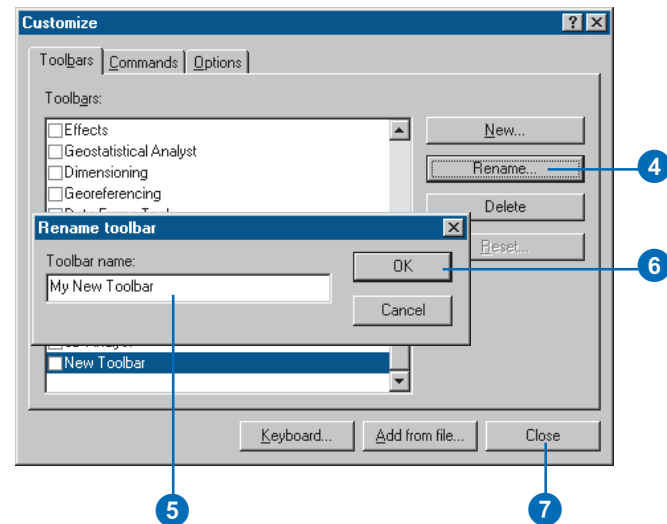 Customize
Toolbars Commands Options
Toolbars:
Effects
Geostatistical Analyst
Dimensioning
Georeferencing
New...
Rename...
Delete
Reset...
4
Rename toolbar
Toolbar name:
My New Toolbar
OK
Cancel
6
New Toolbar
Keyboard... Add from file... Close
5 7